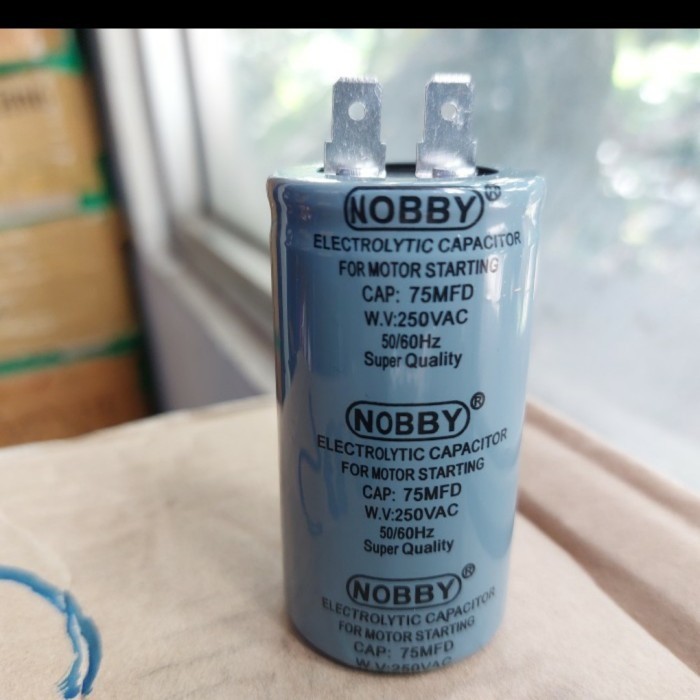 NOBBY®
ELECTROLYTIC CAPACITOR
FOR MOTOR STARTING
CAP: 75MFD
W.V:250VAC
50/60Hz
Super Quality
NOBBY®
ELECTROLYTIC CAPACITOR
FOR MOTOR STARTING
CAP: 75MFD
W.V:250VAC
50/60Hz
Super Quality
NOBBY®
ELECTROLYTIC CAPACITOR
FOR MOTOR STARTING
CAP: 75MFD
W.V:250VAC